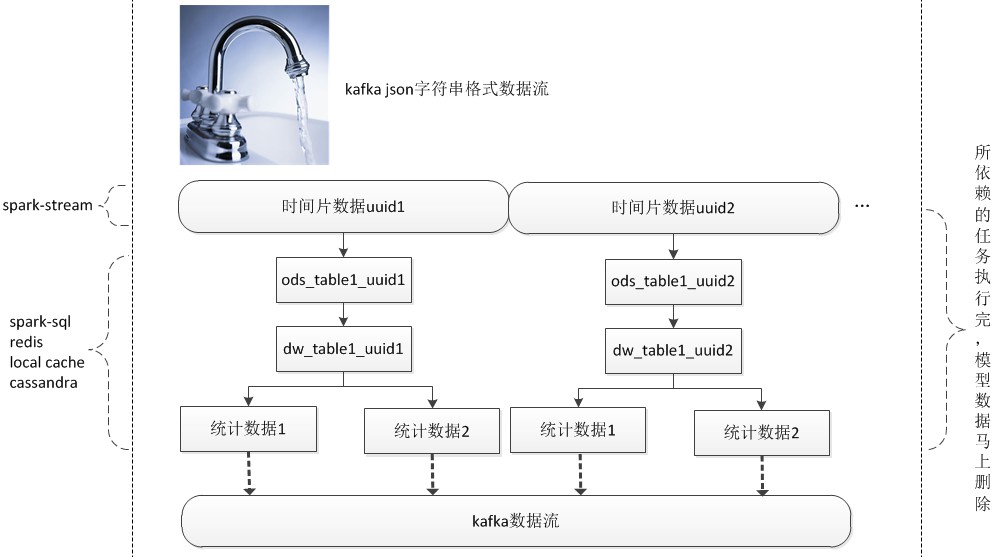 kafka json字符串格式数据流
spark-stream
时间片数据uuid1
时间片数据uuid2
...
ods_table1_uuid1
ods_table1_uuid2
spark-sql
redis
local cache
cassandra
dw_table1_uuid1
dw_table1_uuid2
统计数据1
统计数据2
统计数据1
统计数据2
kafka数据流
所依赖的任务执行完，模型数据马上删除